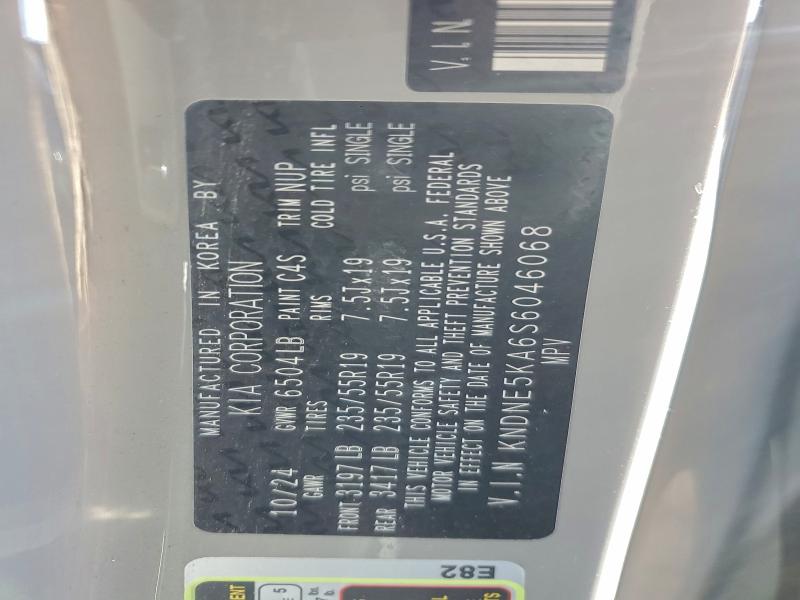 V.I.N
MANUFACTURED IN KOREA BY
KIA CORPORATION
10/24 GVWR 6504LB PAINT C4S TRIM NUP
GAWR TIRES RIMS COLD TIRE INFL
FRONT 3197LB 235/55R19 7.5Jx19 psi SINGLE
REAR 3417LB 235/55R19 7.5Jx19 psi SINGLE
THIS VEHICLE CONFORMS TO ALL APPLICABLE U.S.A. FEDERAL
MOTOR VEHICLE SAFETY AND THEFT PREVENTION STANDARDS
IN EFFECT ON THE DATE OF MANUFACTURE SHOWN ABOVE
V.I.N KNDNE5KA6S6046068
MPV
E82